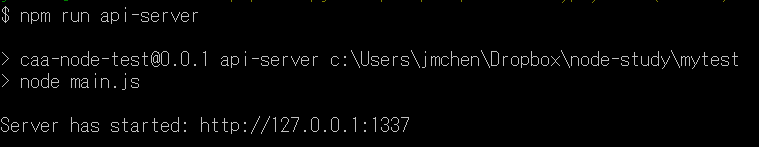 $ npm run api-server
> caa-node-test@0.0.1 api-server c:\Users\jmchen\Dropbox\node-study\mytest
> node main.js
Server has started: http://127.0.0.1:1337